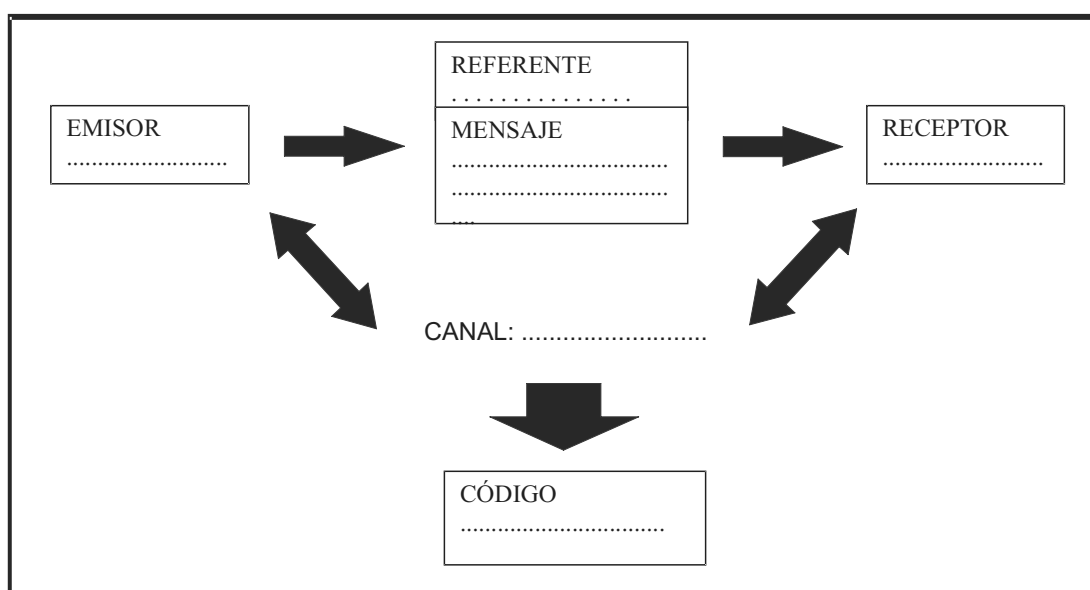 REFERENTE
. . . . . . . . . . . . . . .
EMISOR
..........................
MENSAJE
...................................
...................................
....
RECEPTOR
..........................
CANAL: ...........................
CÓDIGO
.................................